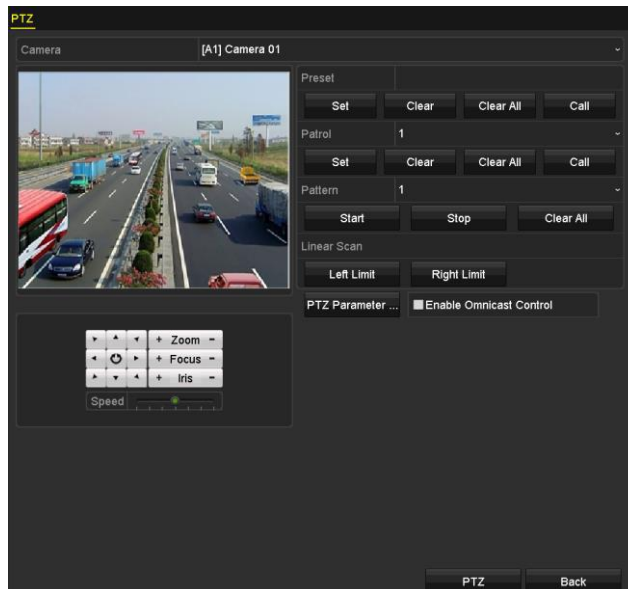 PTZ
Camera [A1] Camera 01
Preset
Set Clear Clear All Call
Patrol 1
Set Clear Clear All Call
Pattern 1
Start Stop Clear All
Linear Scan
Left Limit Right Limit
PTZ Parameter ... Enable Omnicast Control
+ Zoom -
+ Focus -
+ Iris -
Speed
PTZ Back